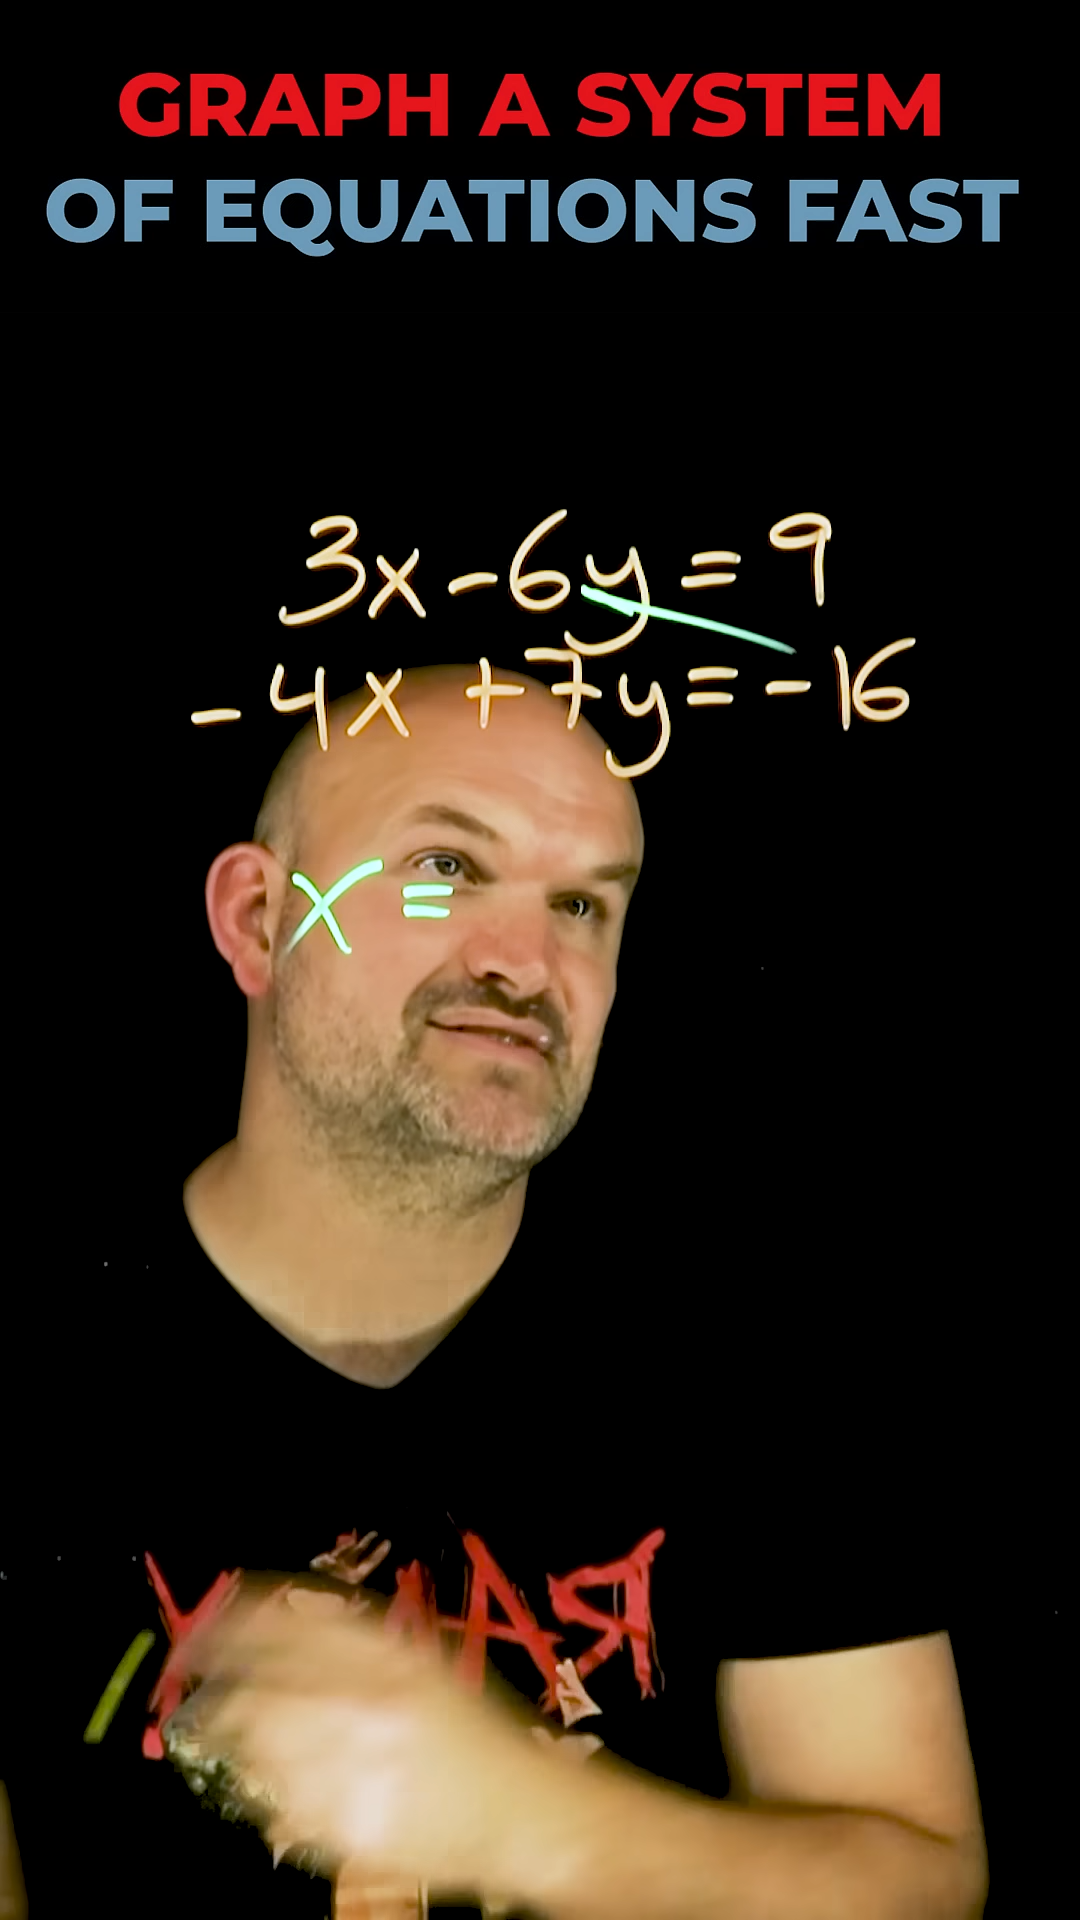 GRAPH A SYSTEM
OF EQUATIONS FAST
3x - 6y = 9
-4x + 7y = -16
x =